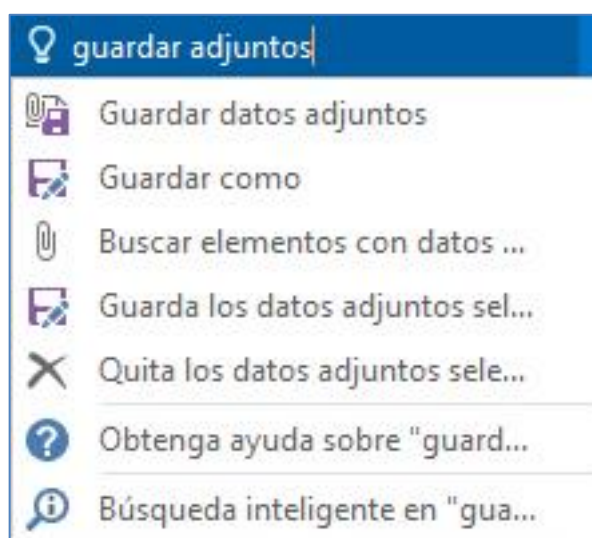 guardar adjuntos
Guardar datos adjuntos
Guardar como
Buscar elementos con datos ...
Guarda los datos adjuntos sel...
Quita los datos adjuntos sele...
Obtenga ayuda sobre "guard...
Búsqueda inteligente en "gua...